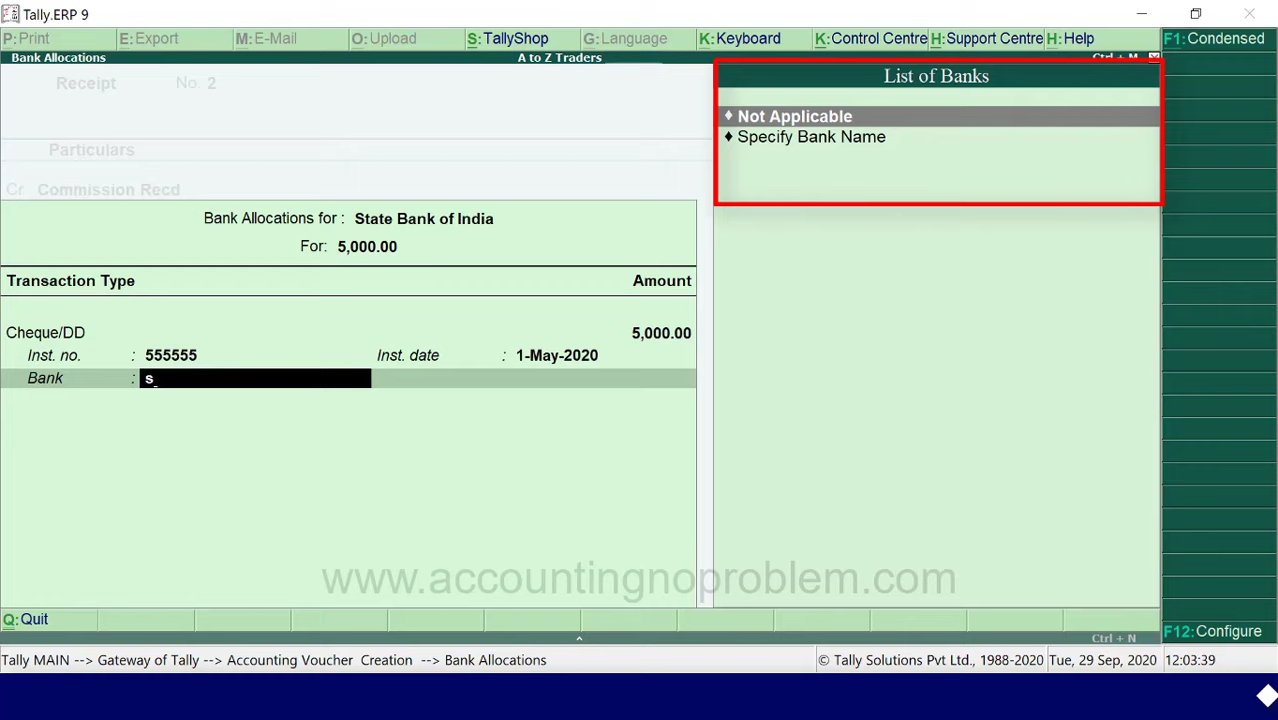 Tally.ERP 9
P:Print E:Export M:E-Mail O:Upload S:TallyShop G:Language K:Keyboard K:Control Centre H:Support Centre H:Help F1:Condensed
Bank Allocations A to Z Traders Ctrl + M
Receipt No. 2
List of Banks
Not Applicable
Specify Bank Name
Particulars
Cr Commission Recd
Bank Allocations for : State Bank of India
For: 5,000.00
Transaction Type Amount
Cheque/DD 5,000.00
Inst. no. : 555555 Inst. date : 1-May-2020
Bank : s
www.accountingnoproblem.com
Q:Quit
F12:Configure
Ctrl + N
Tally MAIN --> Gateway of Tally --> Accounting Voucher Creation --> Bank Allocations © Tally Solutions Pvt Ltd., 1988-2020 Tue, 29 Sep, 2020 12:03:39